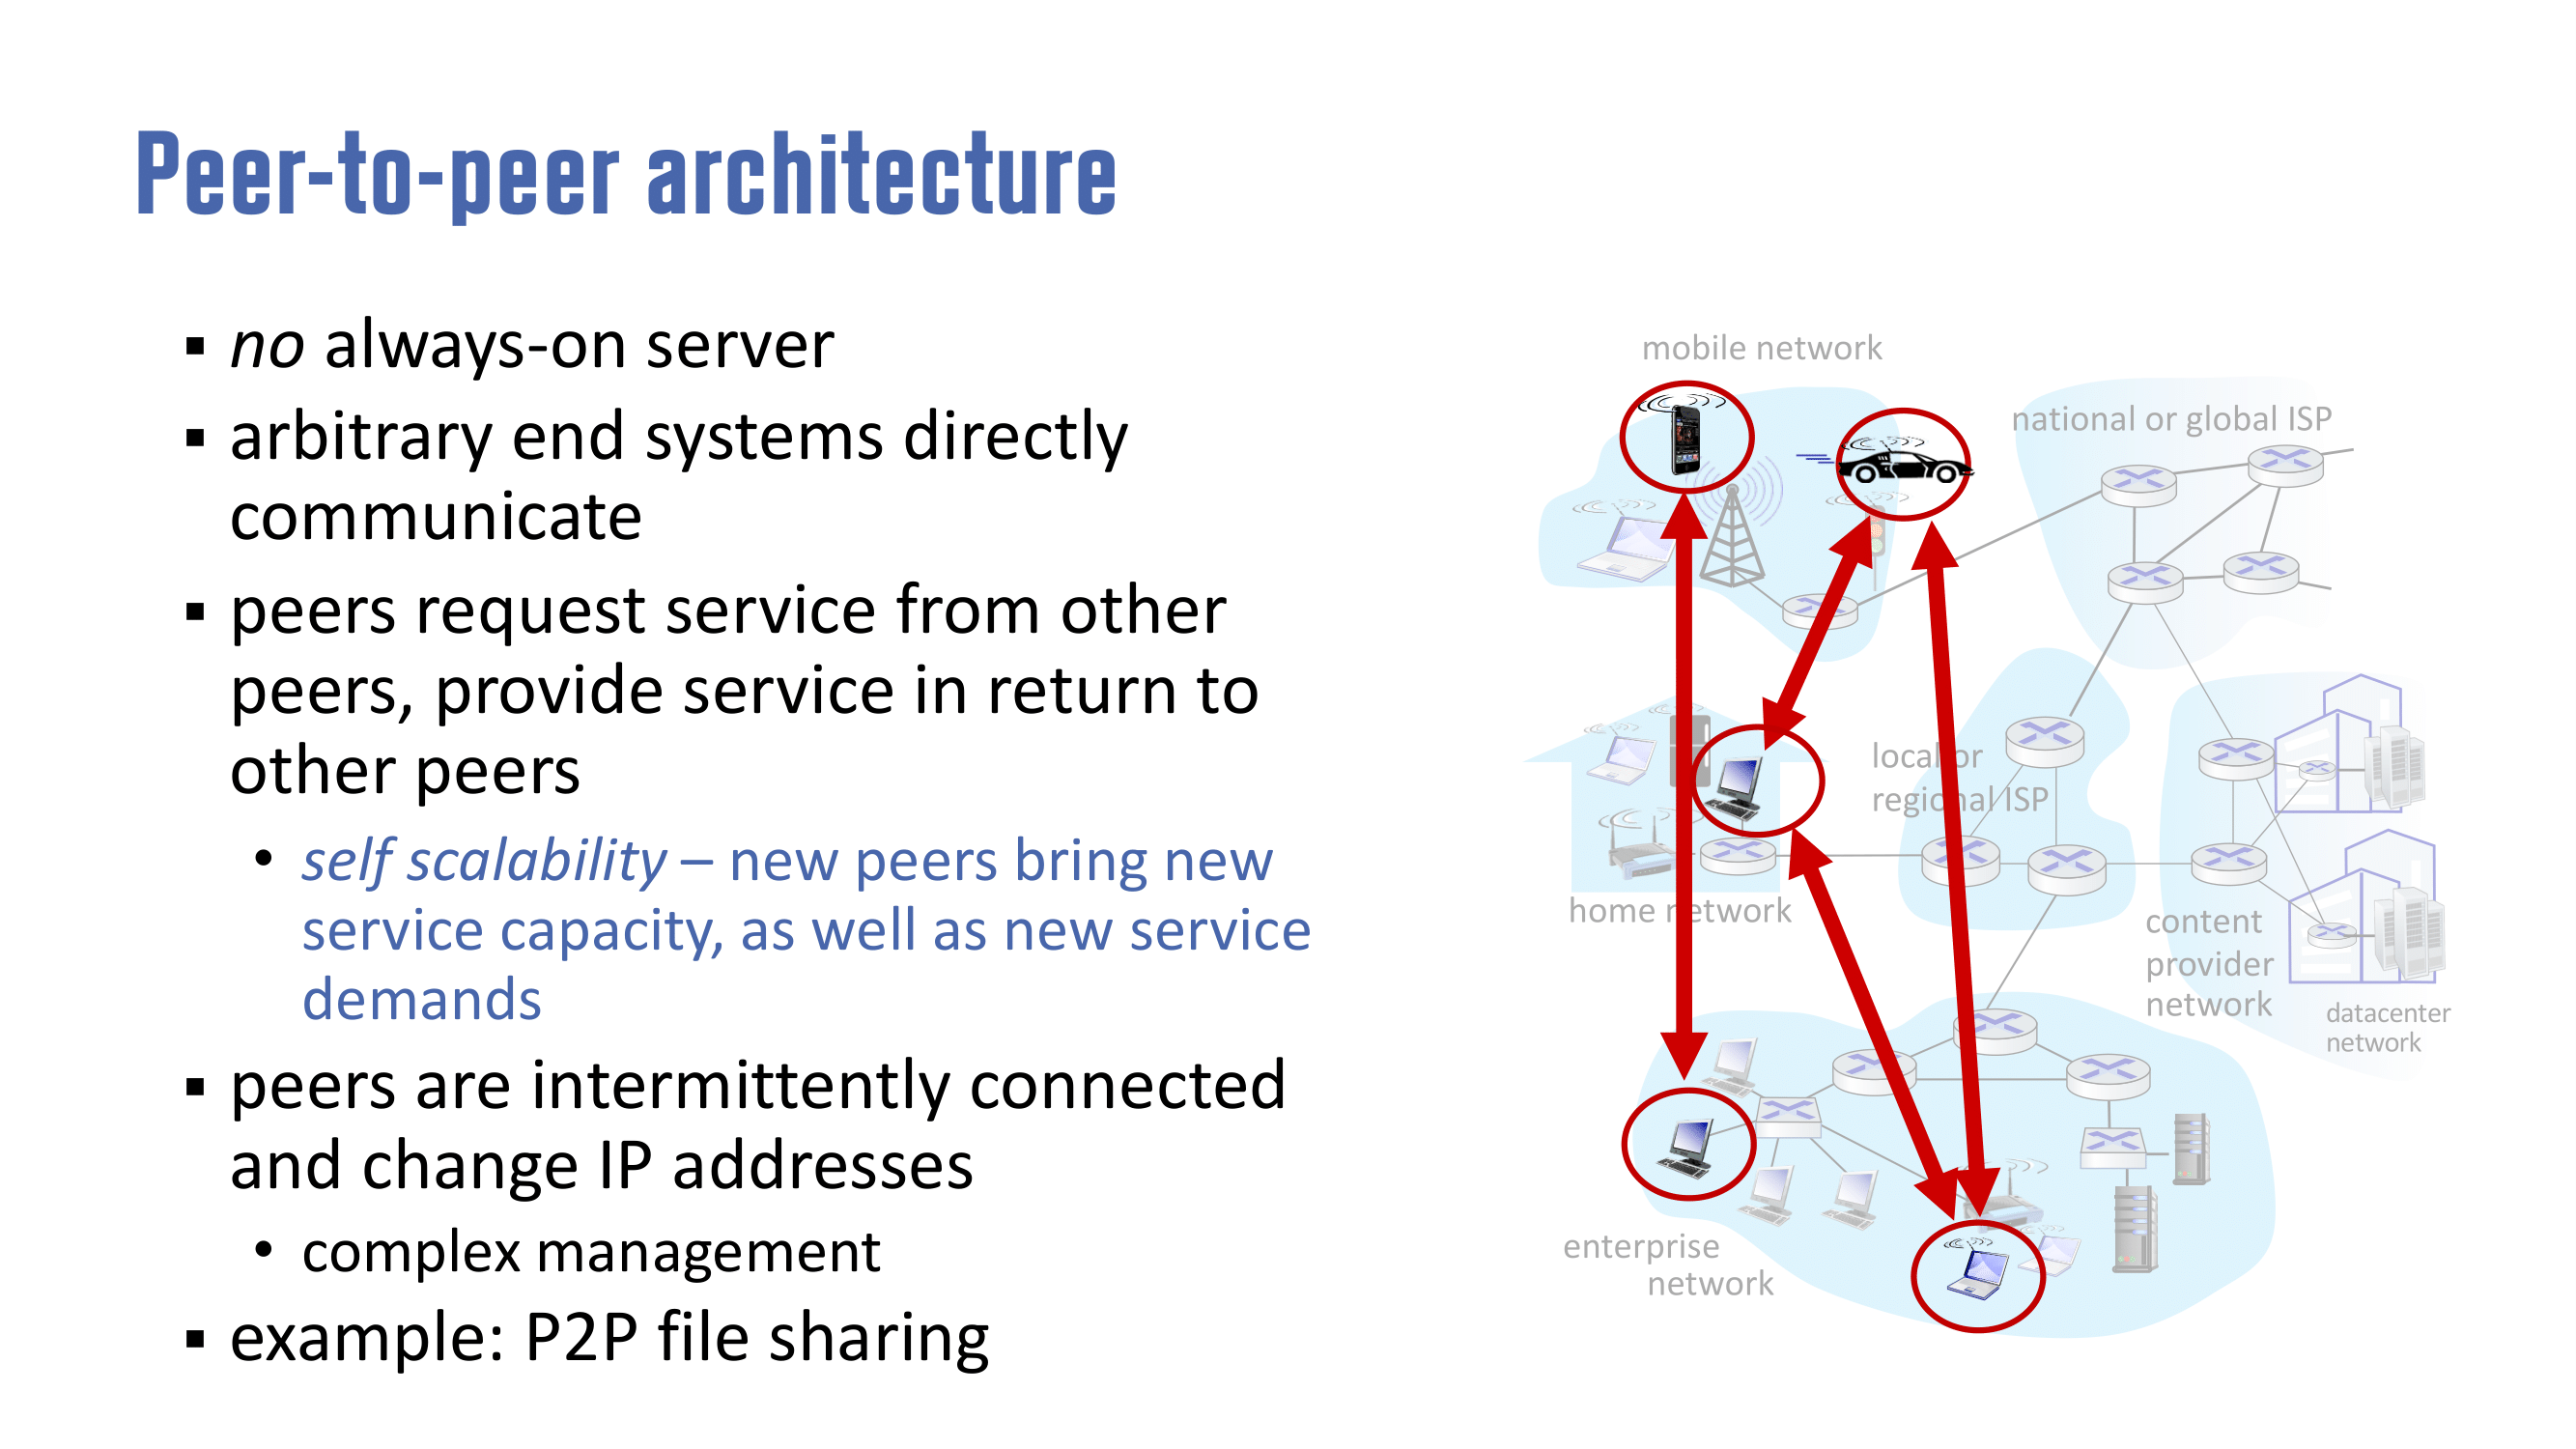 Peer-to-peer architecture
▪ no always-on server
▪ arbitrary end systems directly
communicate
▪ peers request service from other
peers, provide service in return to
other peers
• self scalability – new peers bring new
service capacity, as well as new service
demands
▪ peers are intermittently connected
and change IP addresses
• complex management
▪ example: P2P file sharing
mobile network
national or global ISP
local or
regional ISP
home network
content
provider
network
datacenter
network
enterprise
network